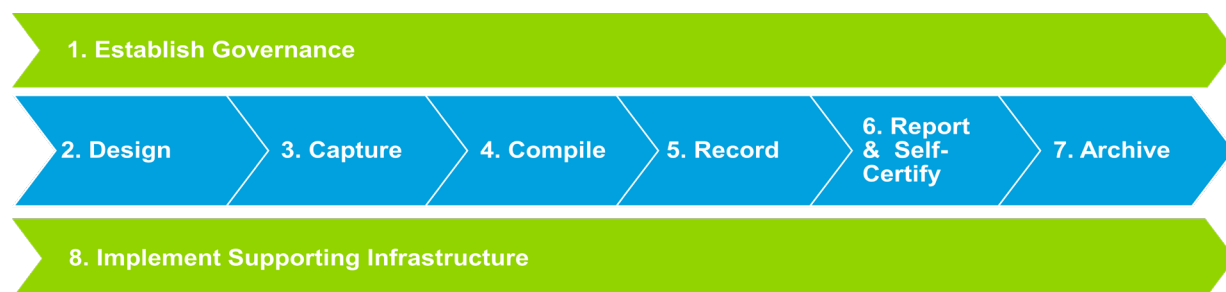 1. Establish Governance
2. Design
3. Capture
4. Compile
5. Record
6. Report
& Self-
Certify
7. Archive
8. Implement Supporting Infrastructure